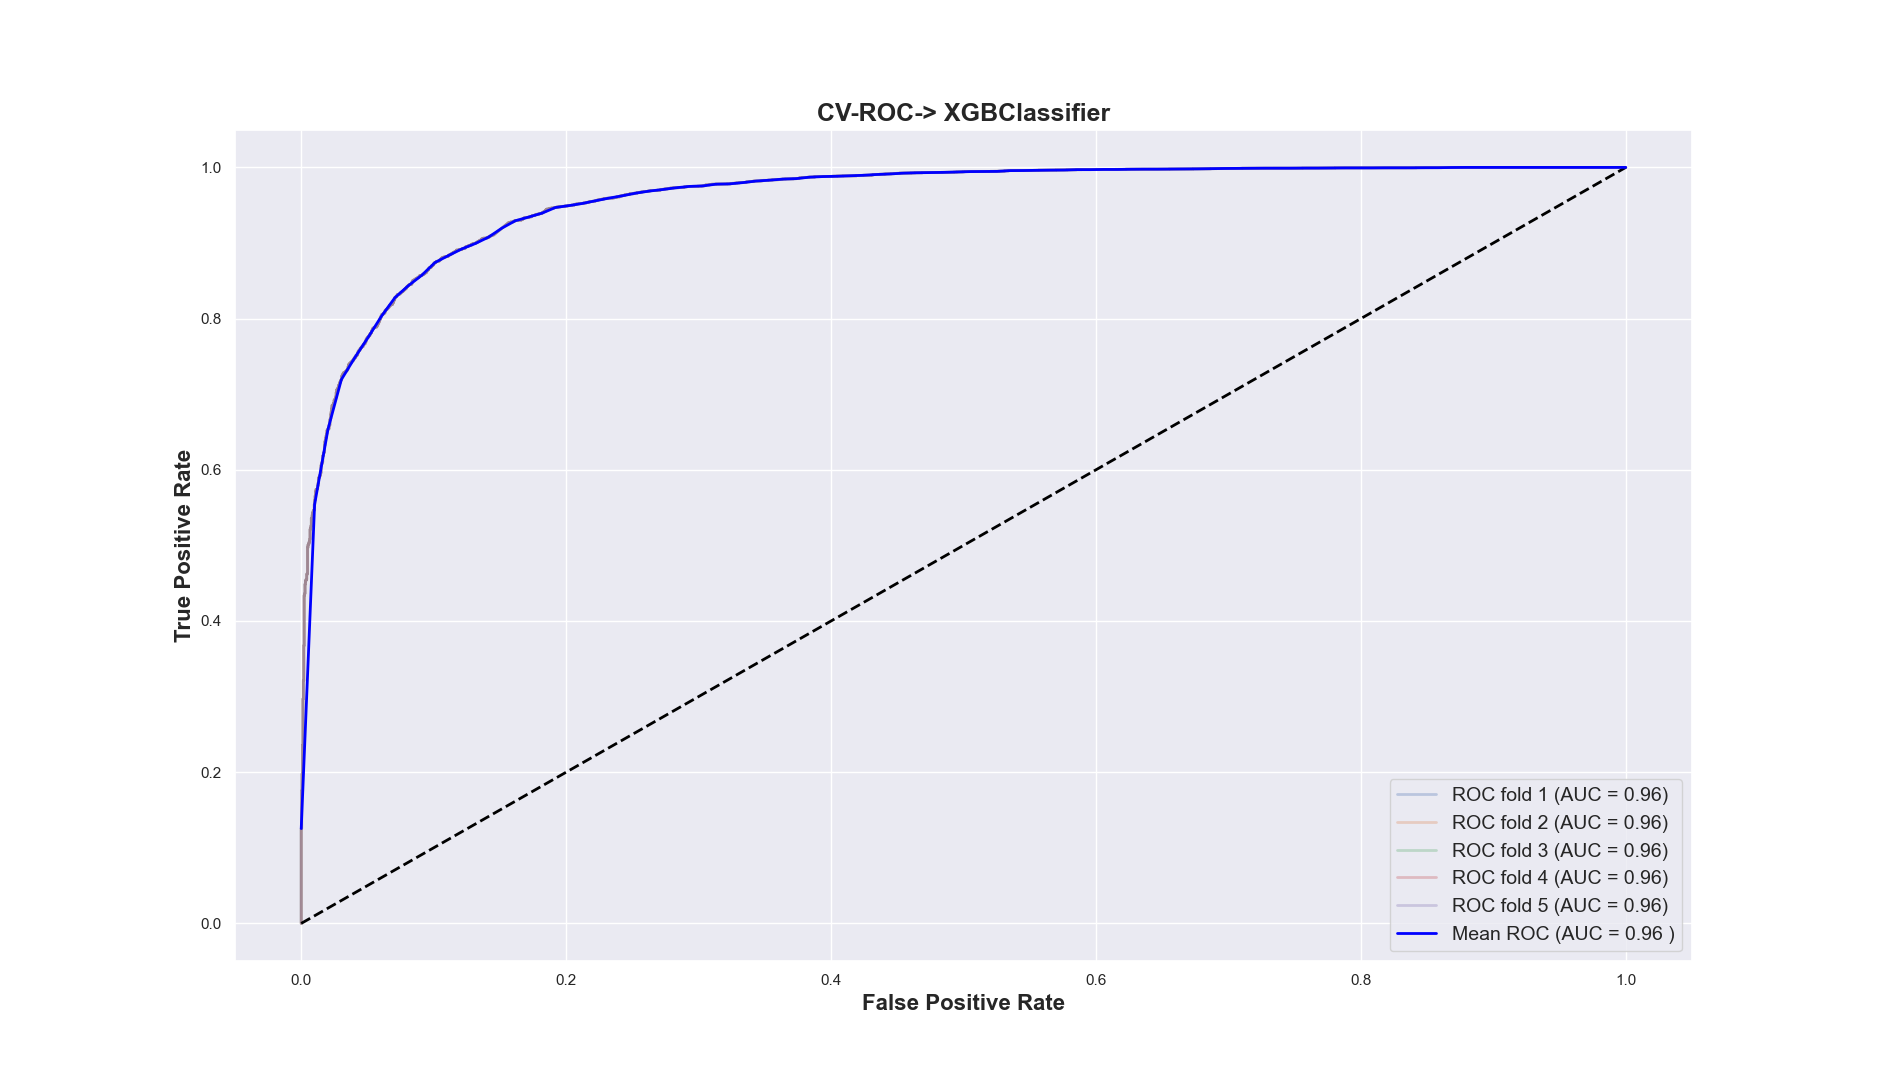 CV-ROC-> XGBClassifier
1.0
0.8
0.6
0.4
0.2
0.0
True Positive Rate
0.0 0.2 0.4 0.6 0.8 1.0
False Positive Rate
ROC fold 1 (AUC = 0.96)
ROC fold 2 (AUC = 0.96)
ROC fold 3 (AUC = 0.96)
ROC fold 4 (AUC = 0.96)
ROC fold 5 (AUC = 0.96)
Mean ROC (AUC = 0.96 )